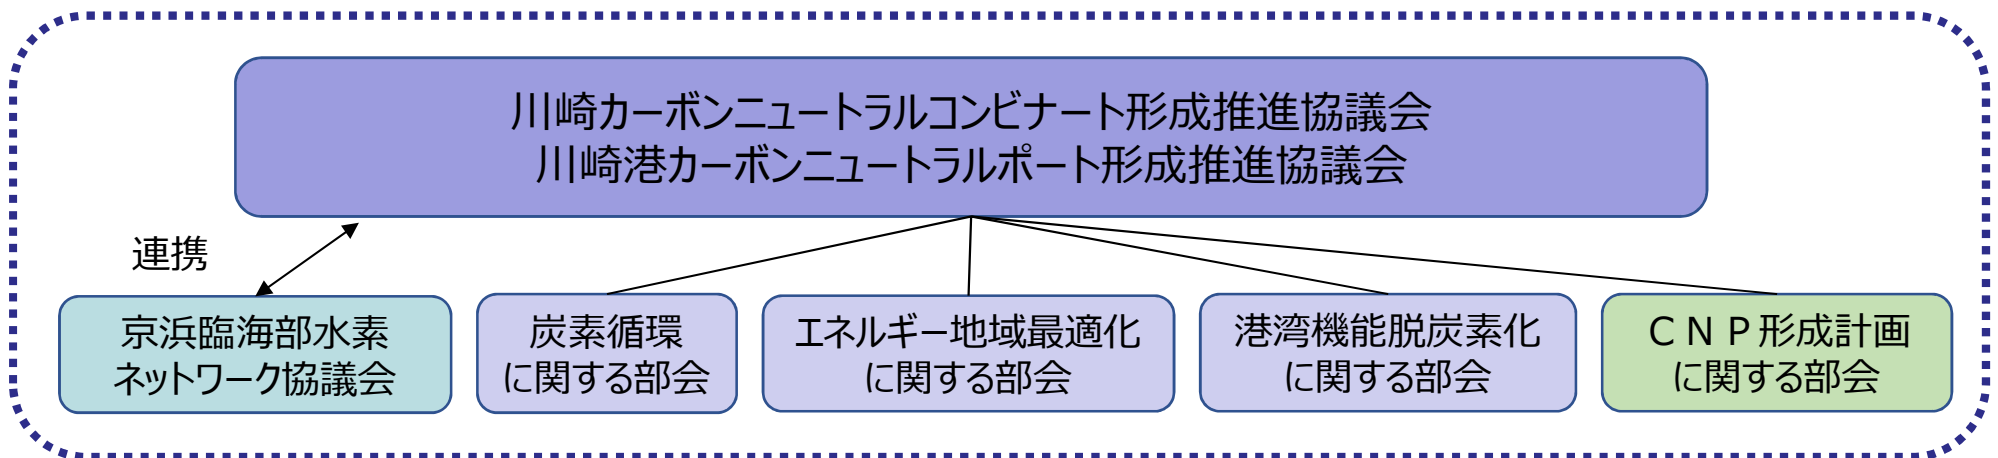 川崎カーボンニュートラルコンビナート形成推進協議会
川崎港カーボンニュートラルポート形成推進協議会
連携
京浜臨海部水素
ネットワーク協議会
炭素循環
に関する部会
エネルギー地域最適化
に関する部会
港湾機能脱炭素化
に関する部会
ＣＮＰ形成計画
に関する部会